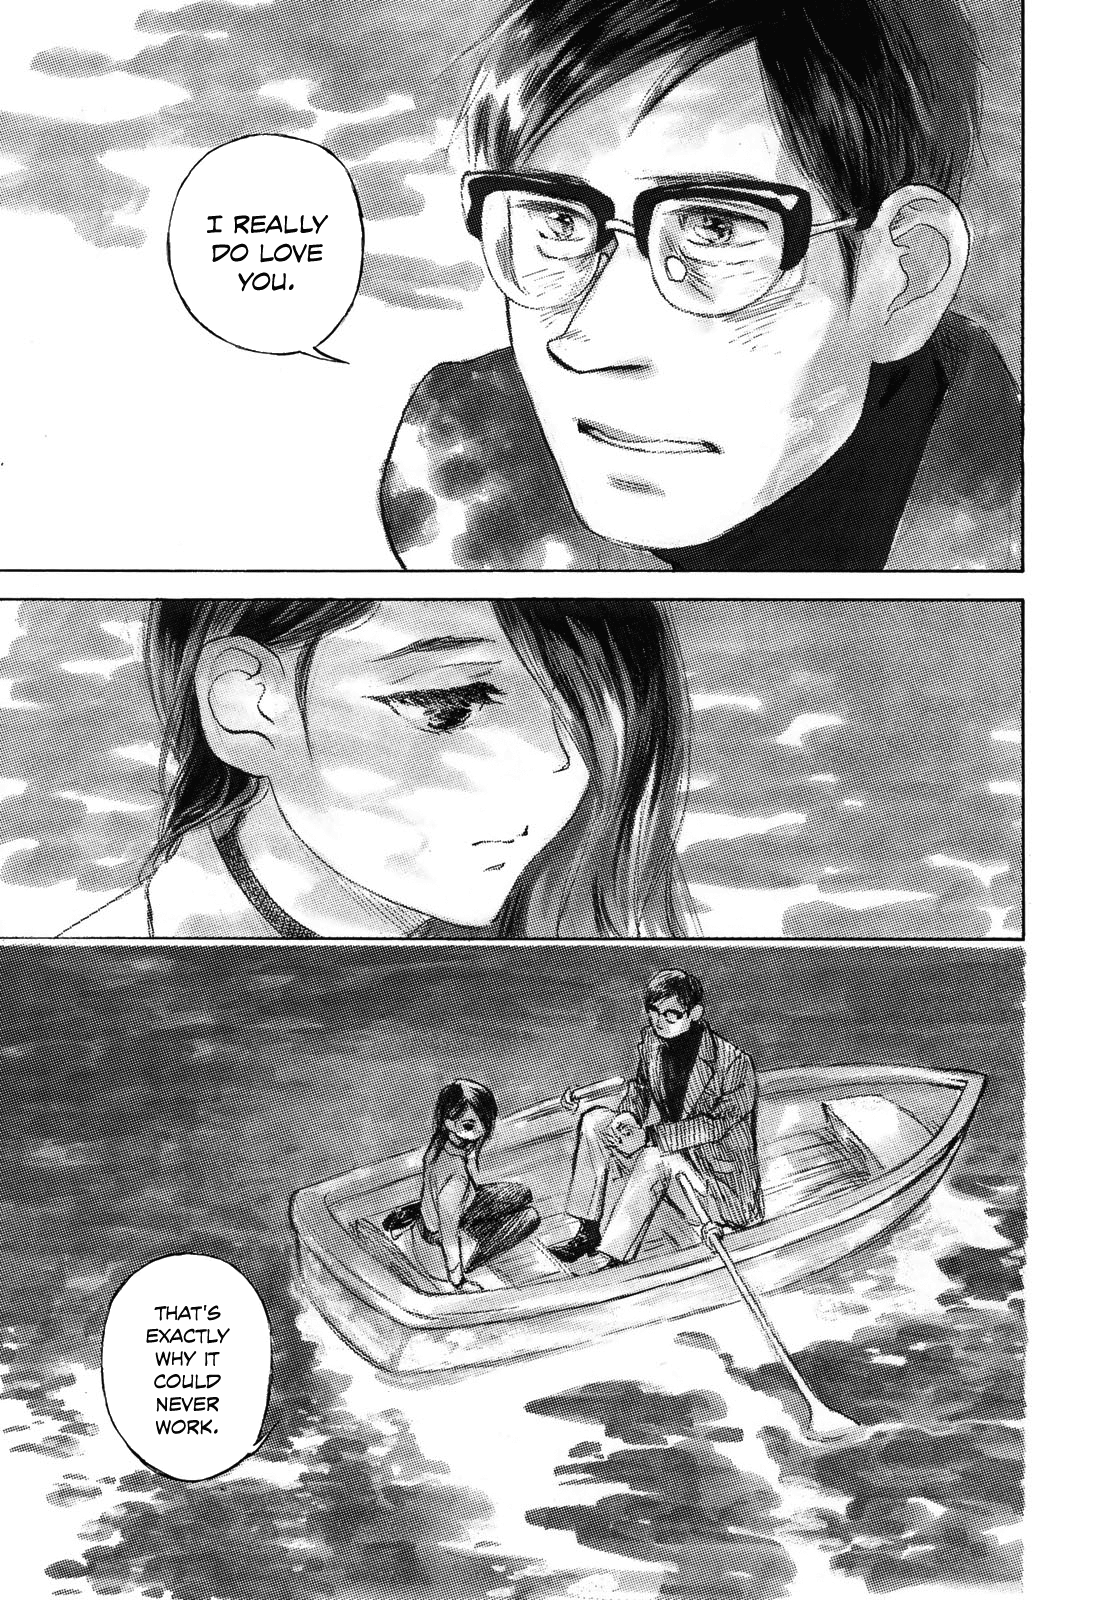 I REALLY
DO LOVE
YOU.
THAT'S
EXACTLY
WHY IT
COULD
NEVER
WORK.